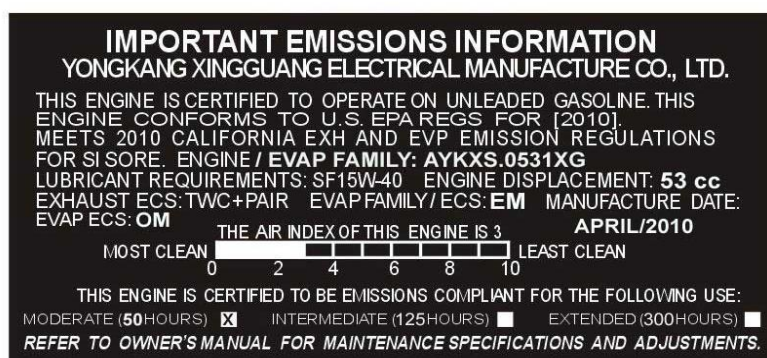 IMPORTANT EMISSIONS INFORMATION
YONGKANG XINGGUANG ELECTRICAL MANUFACTURE CO., LTD.
THIS ENGINE IS CERTIFIED TO OPERATE ON UNLEADED GASOLINE. THIS
ENGINE CONFORMS TO U.S. EPA REGS FOR [2010].
MEETS 2010 CALIFORNIA EXH AND EVP EMISSION REGULATIONS
FOR SI SORE. ENGINE / EVAP FAMILY: AYKXS.0531XG
LUBRICANT REQUIREMENTS: SF15W-40 ENGINE DISPLACEMENT: 53 cc
EXHAUST ECS: TWC+PAIR EVAP FAMILY / ECS: EM MANUFACTURE DATE:
EVAP ECS: OM APRIL/2010
THE AIR INDEX OF THIS ENGINE IS 3
MOST CLEAN LEAST CLEAN
0 2 4 6 8 10
THIS ENGINE IS CERTIFIED TO BE EMISSIONS COMPLIANT FOR THE FOLLOWING USE:
MODERATE (50HOURS) X INTERMEDIATE (125HOURS) EXTENDED (300HOURS)
REFER TO OWNER'S MANUAL FOR MAINTENANCE SPECIFICATIONS AND ADJUSTMENTS.